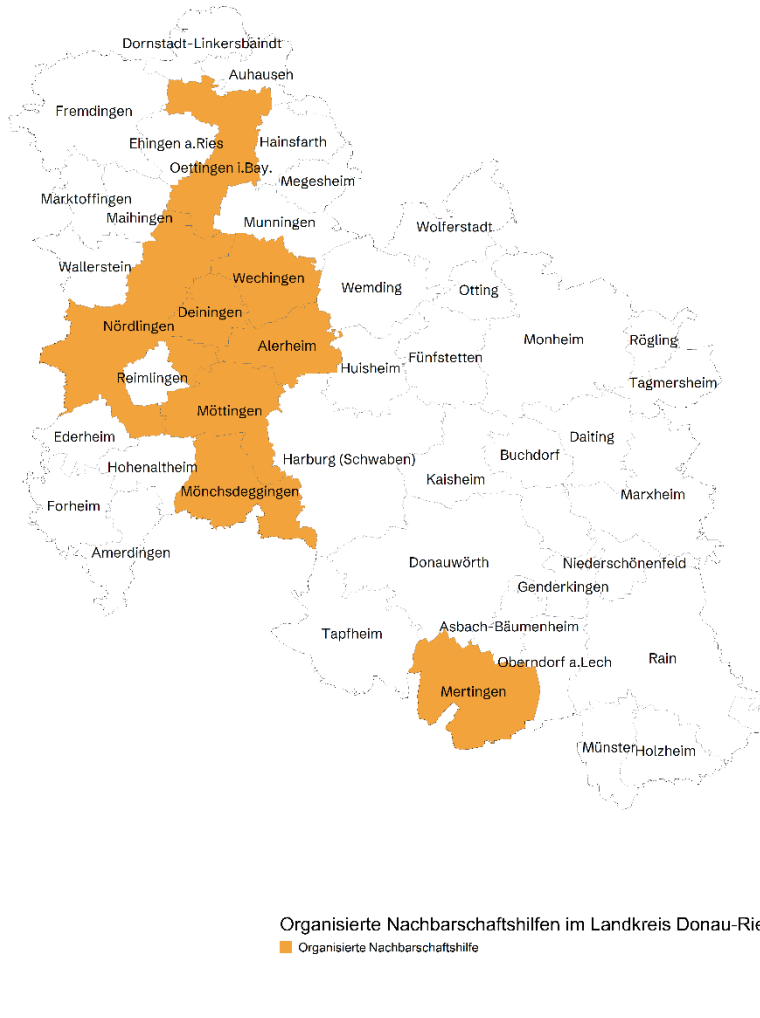 Dornstadt-Linkersbaindt
Auhausen
Fremdingen
Ehingen a.Ries
Hainsfarth
Oettingen i.Bay.
Megesheim
Marktoffingen
Maihingen
Munningen
Wolferstadt
Wallerstein
Wechingen
Wemding
Otting
Deiningen
Nördlingen
Monheim
Rögling
Alerheim
Fünfstetten
Huisheim
Reimlingen
Tagmersheim
Möttingen
Ederheim
Daiting
Buchdorf
Harburg (Schwaben)
Hohenaltheim
Kaisheim
Mönchsdeggingen
Marxheim
Forheim
Amerdingen
Donauwörth
Niederschönenfeld
Genderkingen
Asbach-Bäumenheim
Tapfheim
Oberndorf a.Lech
Rain
Mertingen
Münster
Holzheim
Organisierte Nachbarschaftshilfen im Landkreis Donau-Rie
Organisierte Nachbarschaftshilfe